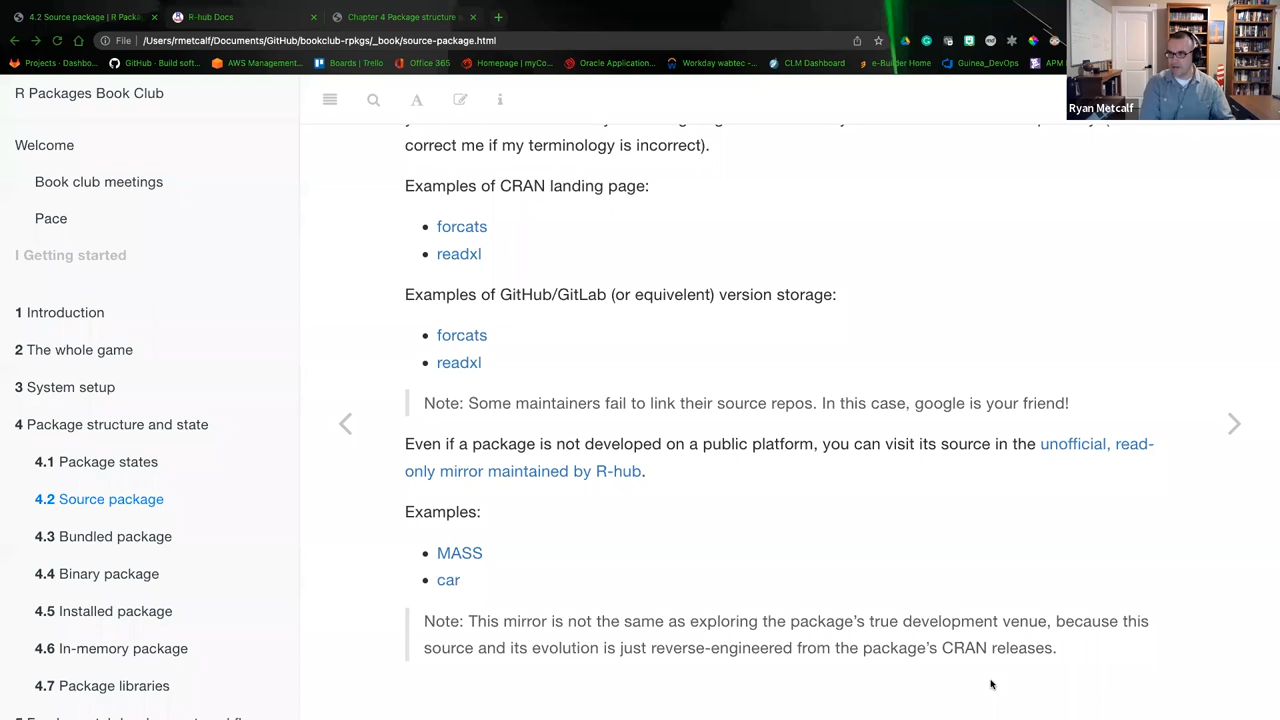 4.2 Source package | R Packa
R-hub Docs
Chapter 4 Package structure
File
/Users/rmetcalf/Documents/GitHub/bookclub-rpkgs/_book/source-package.html
Projects · Dashbo...
GitHub · Build soft...
AWS Management...
Boards | Trello
Office 365
Homepage | myCo...
Oracle Application...
Workday wabtec -...
CLM Dashboard
e-Builder Home
Guinea_DevOps
APM
Ryan Metcalf
R Packages Book Club
Welcome
Book club meetings
Pace
I Getting started
1 Introduction
2 The whole game
3 System setup
4 Package structure and state
4.1 Package states
4.2 Source package
4.3 Bundled package
4.4 Binary package
4.5 Installed package
4.6 In-memory package
4.7 Package libraries
correct me if my terminology is incorrect).
Examples of CRAN landing page:
forcats
readxl
Examples of GitHub/GitLab (or equivelent) version storage:
forcats
readxl
Note: Some maintainers fail to link their source repos. In this case, google is your friend!
Even if a package is not developed on a public platform, you can visit its source in the unofficial, read-
only mirror maintained by R-hub.
Examples:
MASS
car
Note: This mirror is not the same as exploring the package's true development venue, because this
source and its evolution is just reverse-engineered from the package's CRAN releases.